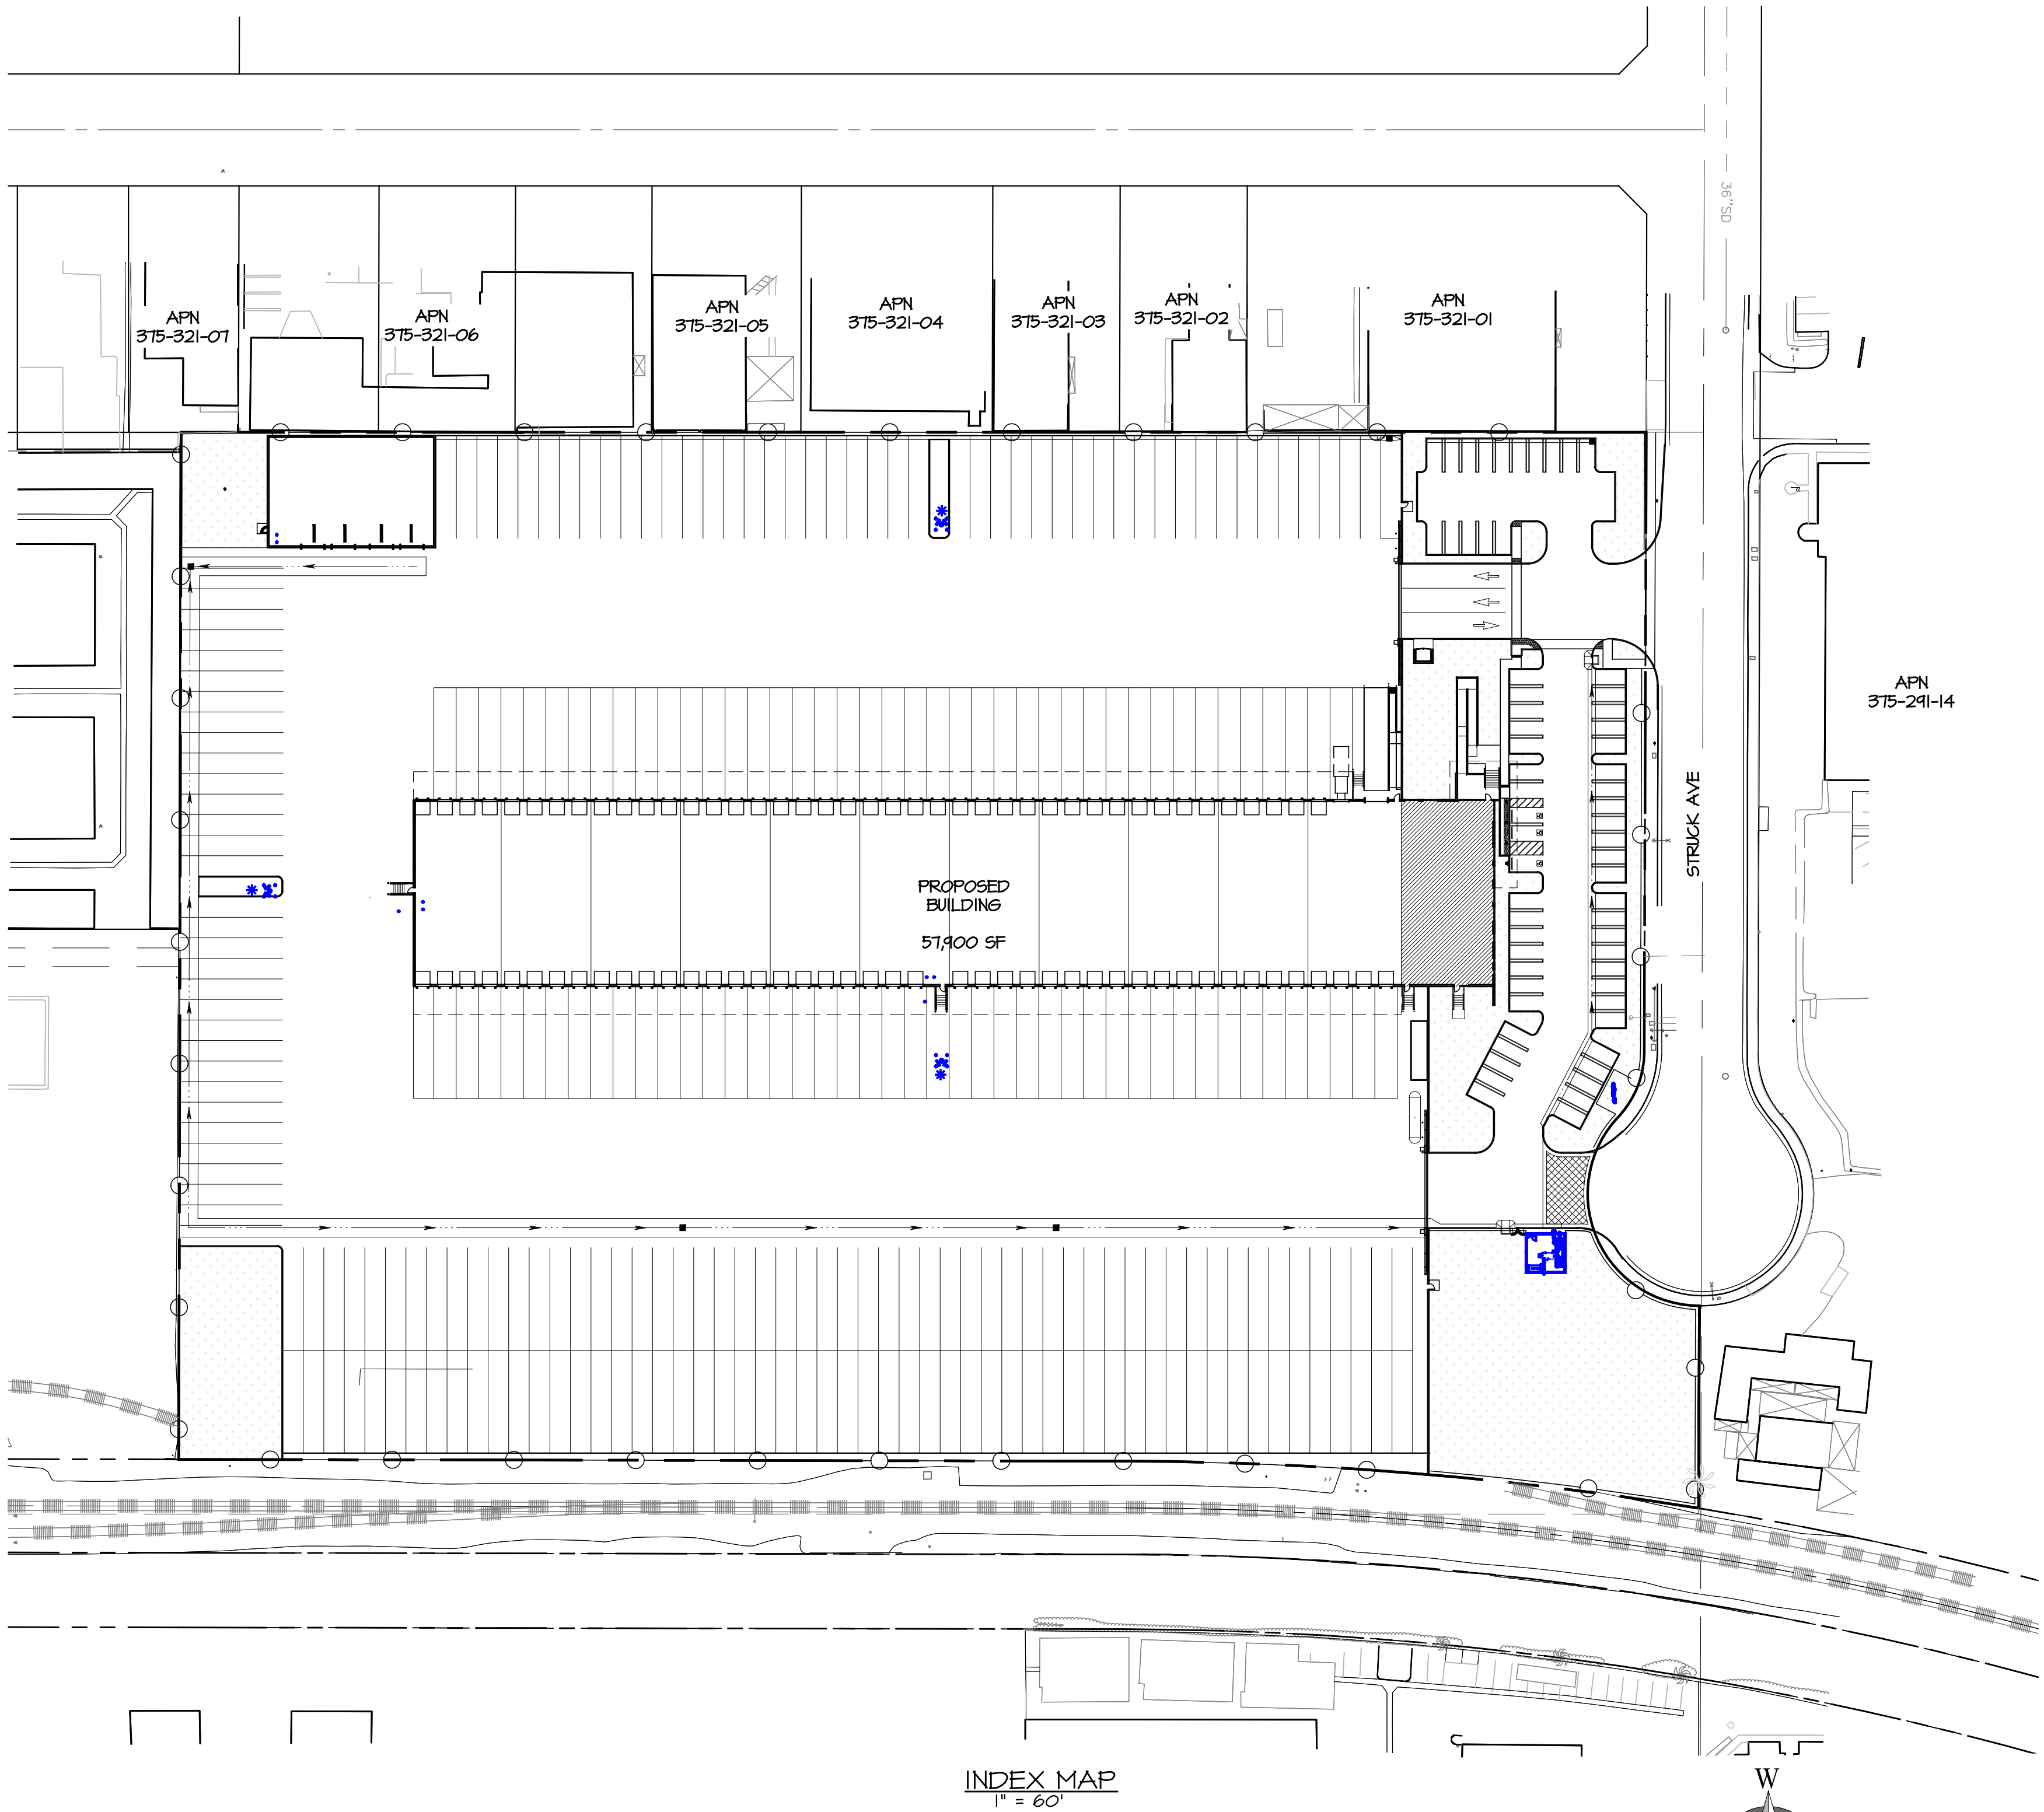 36"SD
APN
375-321-07
APN
375-321-06
APN
375-321-05
APN
375-321-04
APN
375-321-03
APN
375-321-02
APN
375-321-01
APN
375-291-14
STRUCK AVE
PROPOSED
BUILDING
57,900 SF
INDEX MAP
1" = 60'
W